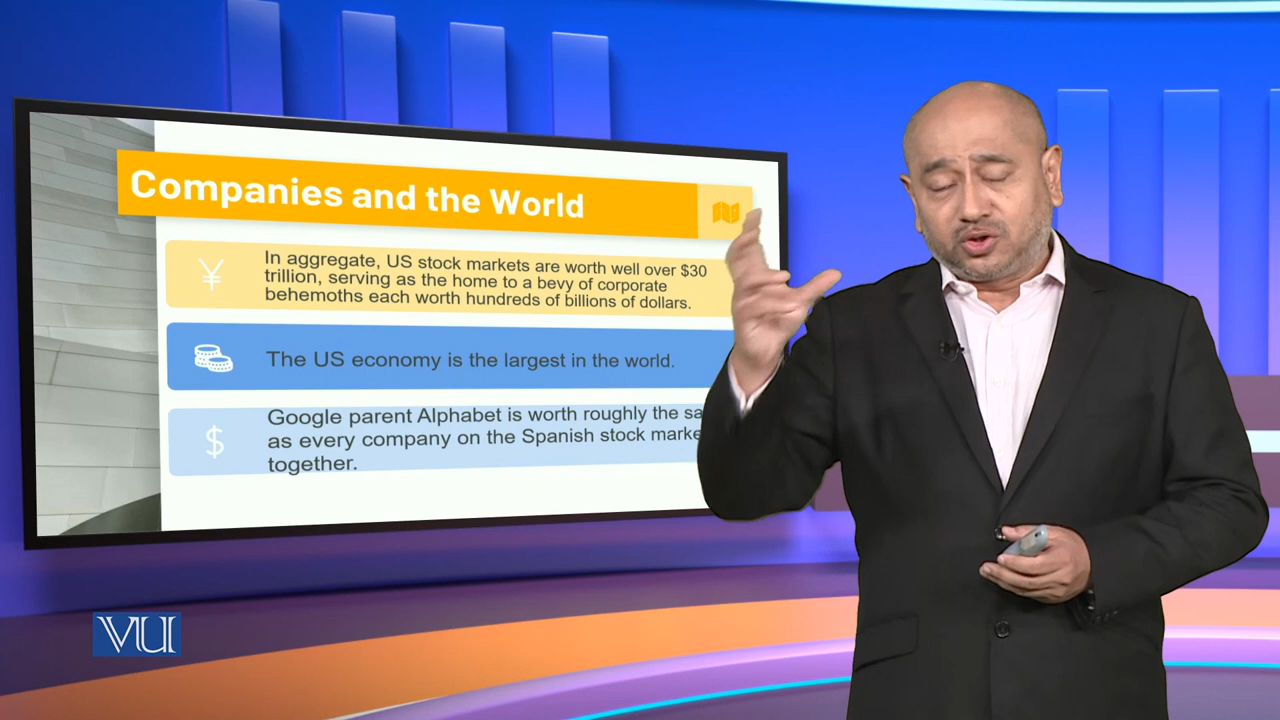 Companies and the World
¥
In aggregate, US stock markets are worth well over $30
trillion, serving as the home to a bevy of corporate
behemoths each worth hundreds of billions of dollars.
The US economy is the largest in the world.
$
Google parent Alphabet is worth roughly the
as every company on the Spanish stock
together.
VU